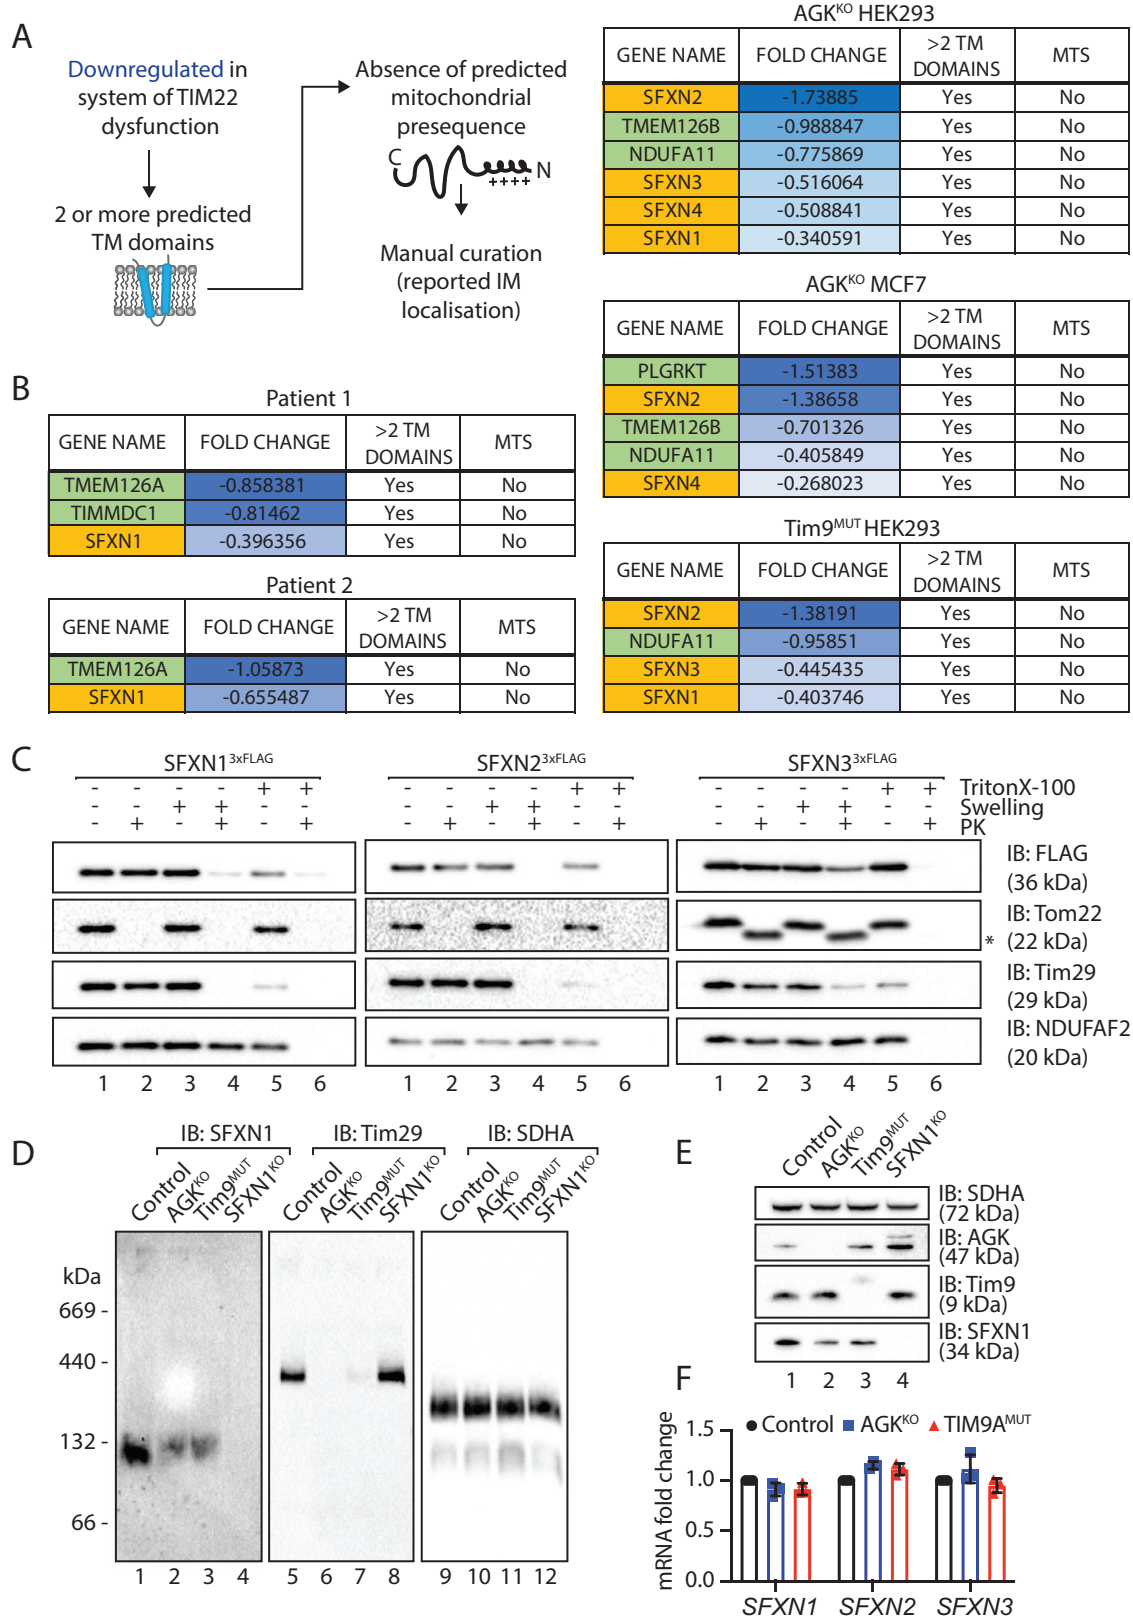 A
Downregulated in
system of TIM22
dysfunction
2 or more predicted
TM domains
Absence of predicted
mitochondrial
presequence
C
N
++++
Manual curation
(reported IM
localisation)
B
Patient 1
GENE NAME FOLD CHANGE >2 TM DOMAINS MTS
TMEM126A -0.858381 Yes No
TIMMDC1 -0.81462 Yes No
SFXN1 -0.396356 Yes No
Patient 2
GENE NAME FOLD CHANGE >2 TM DOMAINS MTS
TMEM126A -1.05873 Yes No
SFXN1 -0.655487 Yes No
AGKKO HEK293
GENE NAME FOLD CHANGE >2 TM DOMAINS MTS
SFXN2 -1.73885 Yes No
TMEM126B -0.988847 Yes No
NDUFA11 -0.775869 Yes No
SFXN3 -0.516064 Yes No
SFXN4 -0.508841 Yes No
SFXN1 -0.340591 Yes No
AGKKO MCF7
GENE NAME FOLD CHANGE >2 TM DOMAINS MTS
PLGRKT -1.51383 Yes No
SFXN2 -1.38658 Yes No
TMEM126B -0.701326 Yes No
NDUFA11 -0.405849 Yes No
SFXN4 -0.268023 Yes No
Tim9MUT HEK293
GENE NAME FOLD CHANGE >2 TM DOMAINS MTS
SFXN2 -1.38191 Yes No
NDUFA11 -0.95851 Yes No
SFXN3 -0.445435 Yes No
SFXN1 -0.403746 Yes No
C
SFXN13xFLAG SFXN23xFLAG SFXN33xFLAG
- - - - + + - - - - + + - - - - + + TritonX-100
- - + + - - - - + + - - - - + + - - Swelling
- + - + - + - + - + - + - + - + - + PK
IB: FLAG
(36 kDa)
IB: Tom22
* (22 kDa)
IB: Tim29
(29 kDa)
IB: NDUFAF2
(20 kDa)
1 2 3 4 5 6 1 2 3 4 5 6 1 2 3 4 5 6
D
IB: SFXN1 IB: Tim29 IB: SDHA
Control AGKKO Tim9MUT SFXN1KO Control AGKKO Tim9MUT SFXN1KO Control AGKKO Tim9MUT SFXN1KO
kDa
669 -
440 -
132 -
66 -
1 2 3 4 5 6 7 8 9 10 11 12
E
Control AGKKO Tim9MUT SFXN1KO
IB: SDHA
(72 kDa)
IB: AGK
(47 kDa)
IB: Tim9
(9 kDa)
IB: SFXN1
(34 kDa)
1 2 3 4
F
Control AGKKO TIM9AMUT
mRNA fold change
1.5
1.0
0.5
0.0
SFXN1 SFXN2 SFXN3